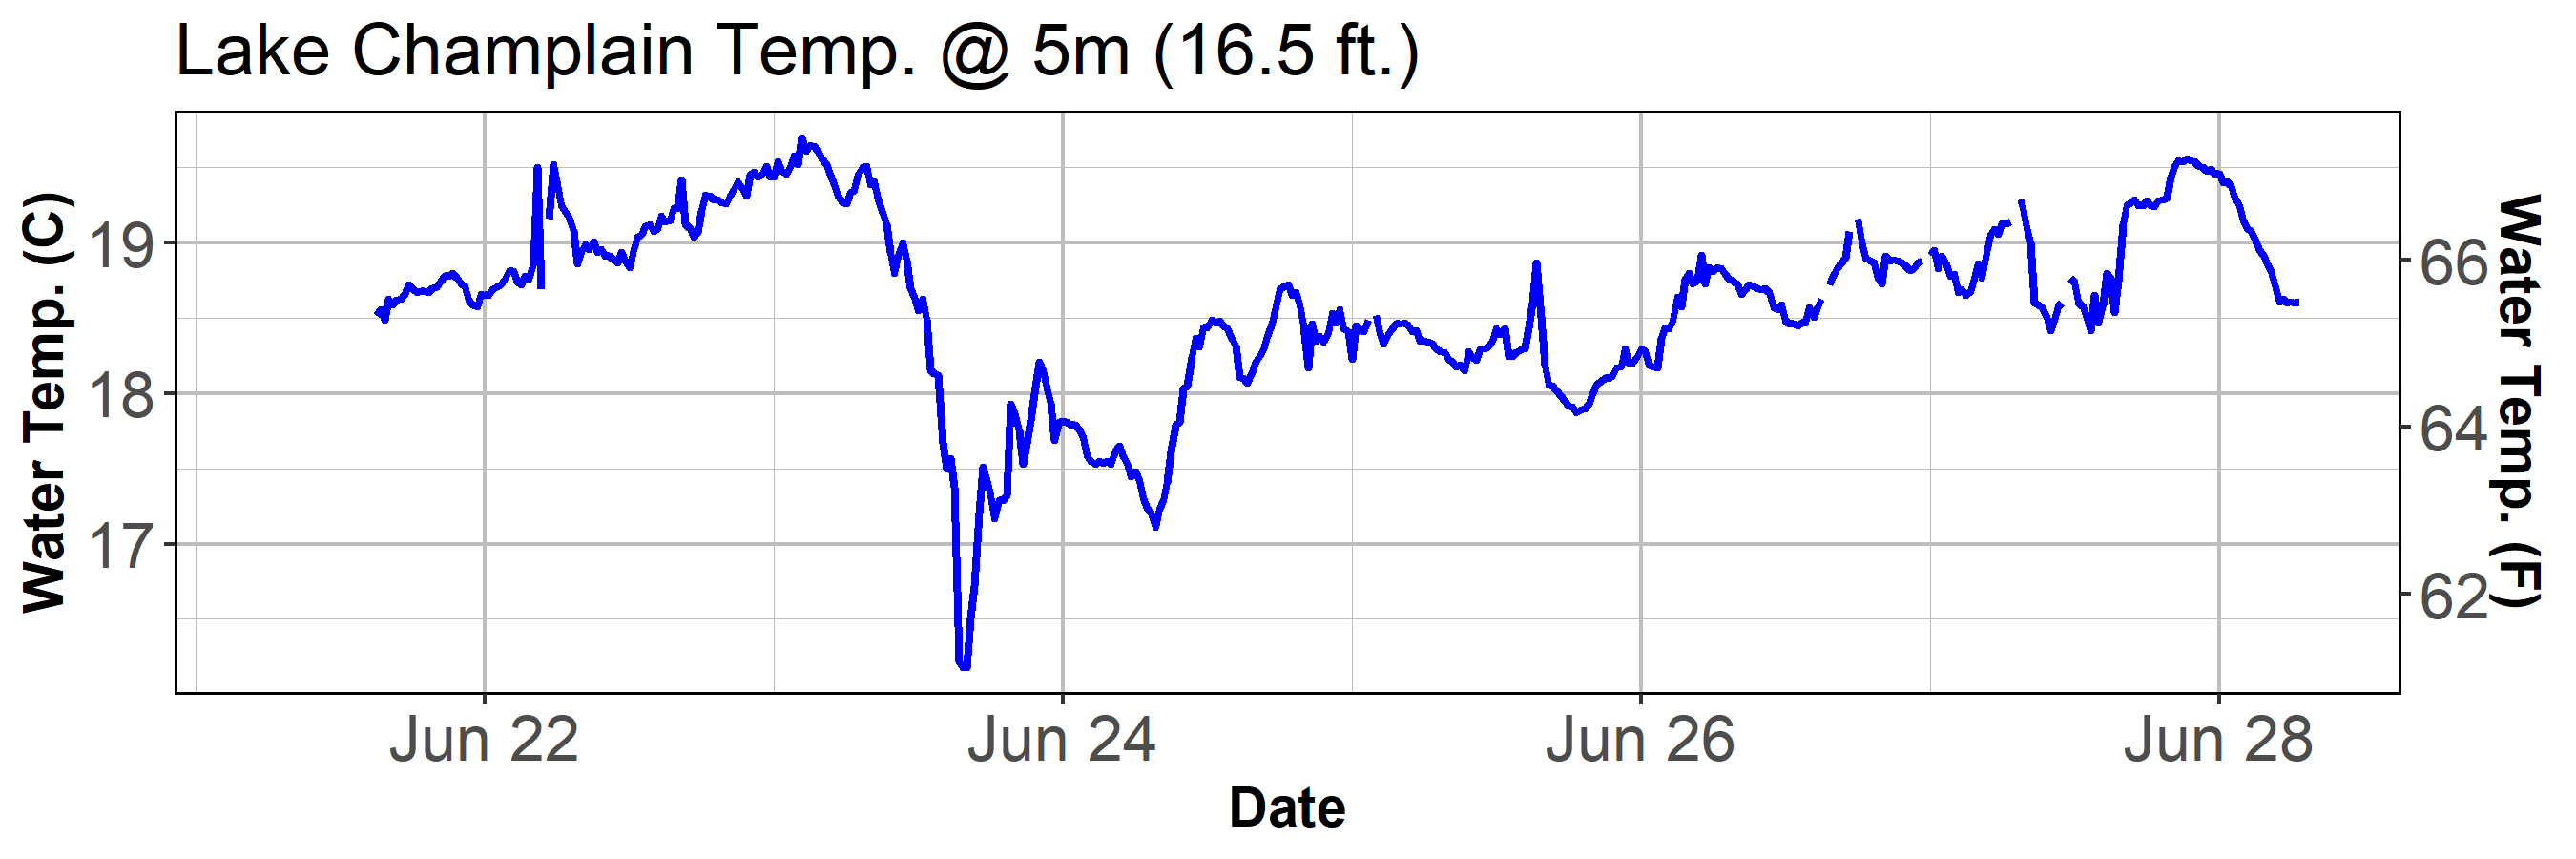 Lake Champlain Temp. @ 5m (16.5 ft.)
Water Temp. (C)
19
18
17
66
64
62
Water Temp. (F)
Jun 22 Jun 24 Jun 26 Jun 28
Date